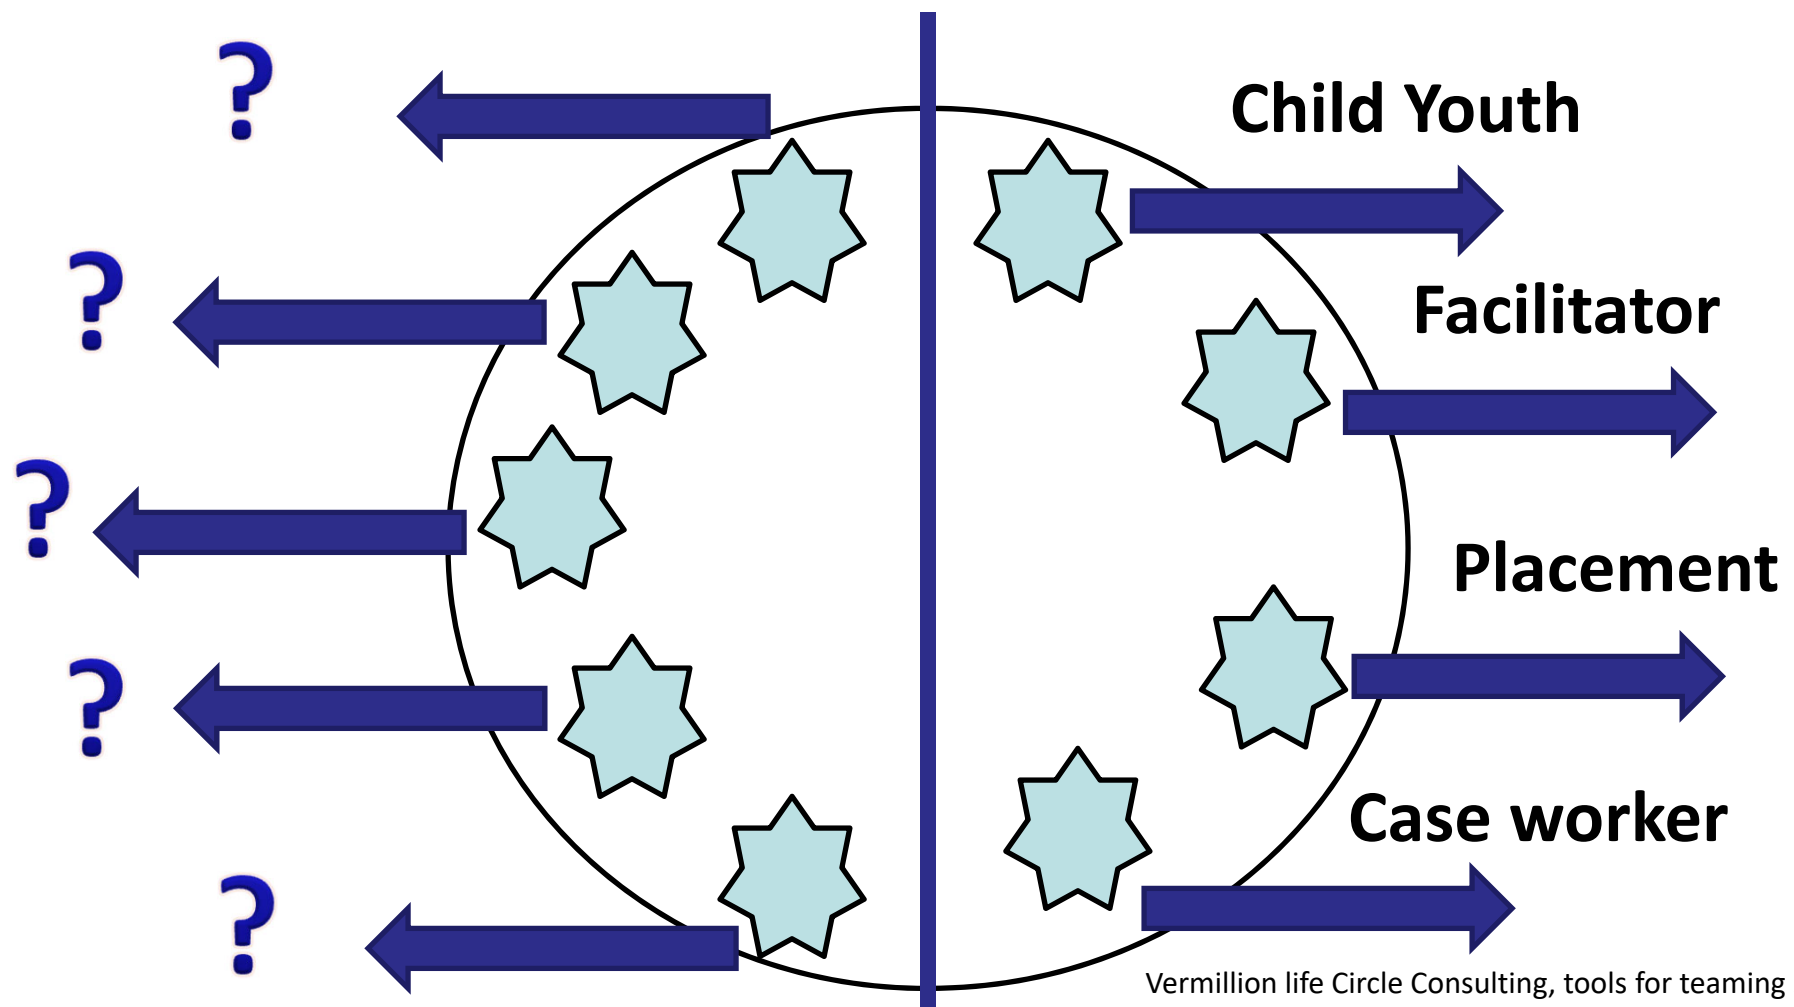 ?
Child Youth
?
Facilitator
?
Placement
?
Case worker
?
Vermillion life Circle Consulting, tools for teaming